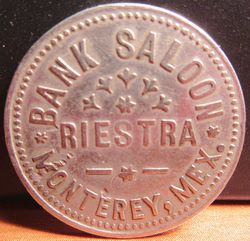 BANK SALOON
RIESTRA
MONTEREY, MEX.